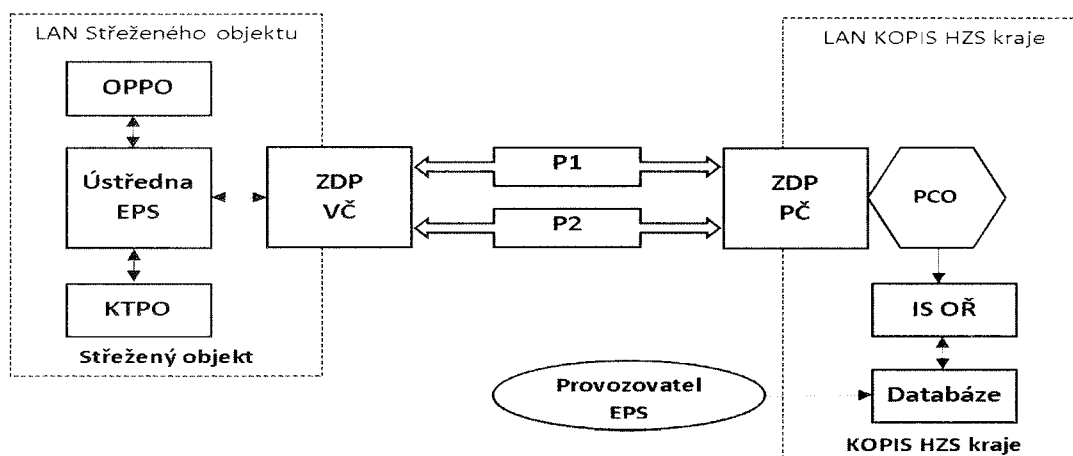 LAN Střeženého objektu
OPPO
Ústředna
EPS
KTPO
Střežený objekt
ZDP
VČ
P1
P2
ZDP
PČ
LAN KOPIS HZS kraje
PCO
IS OŘ
Databáze
KOPIS HZS kraje
Provozovatel
EPS